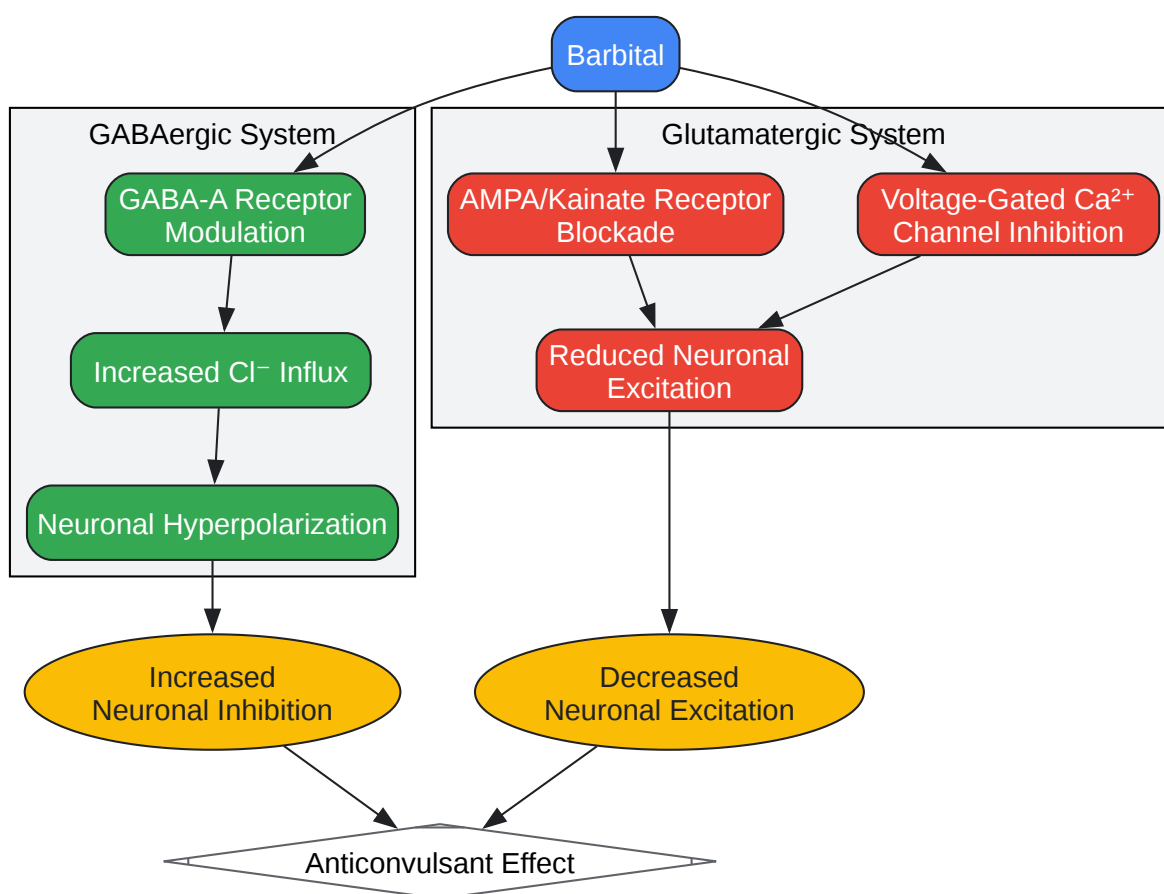 Barbital
GABAergic System
Glutamatergic System
GABA-A Receptor
Modulation
AMPA/Kainate Receptor
Blockade
Voltage-Gated Ca²⁺
Channel Inhibition
Increased Cl⁻ Influx
Reduced Neuronal
Excitation
Neuronal Hyperpolarization
Increased
Neuronal Inhibition
Decreased
Neuronal Excitation
Anticonvulsant Effect